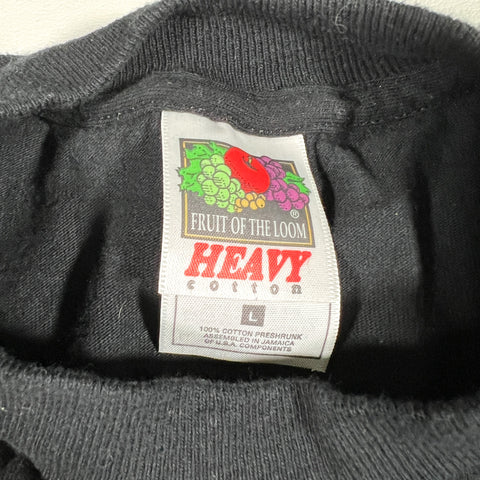 ®
FRUIT OF THE LOOM
HEAVY
cotton
L
100% COTTON PRESHRUNK
ASSEMBLED IN JAMAICA
OF U.S.A. COMPONENTS